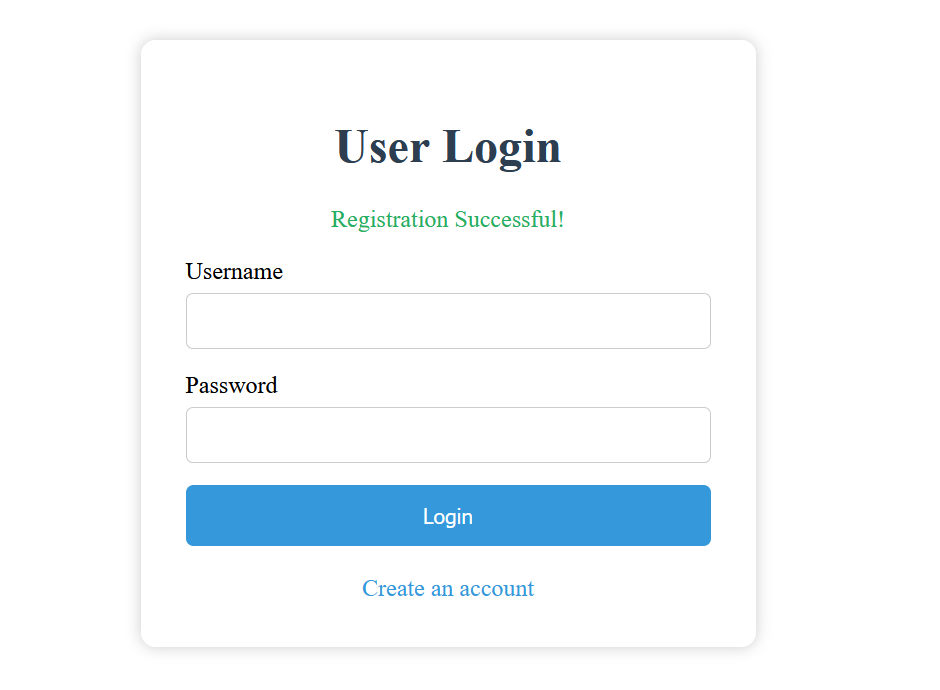 User Login
Registration Successful!
Username
Password
Login
Create an account